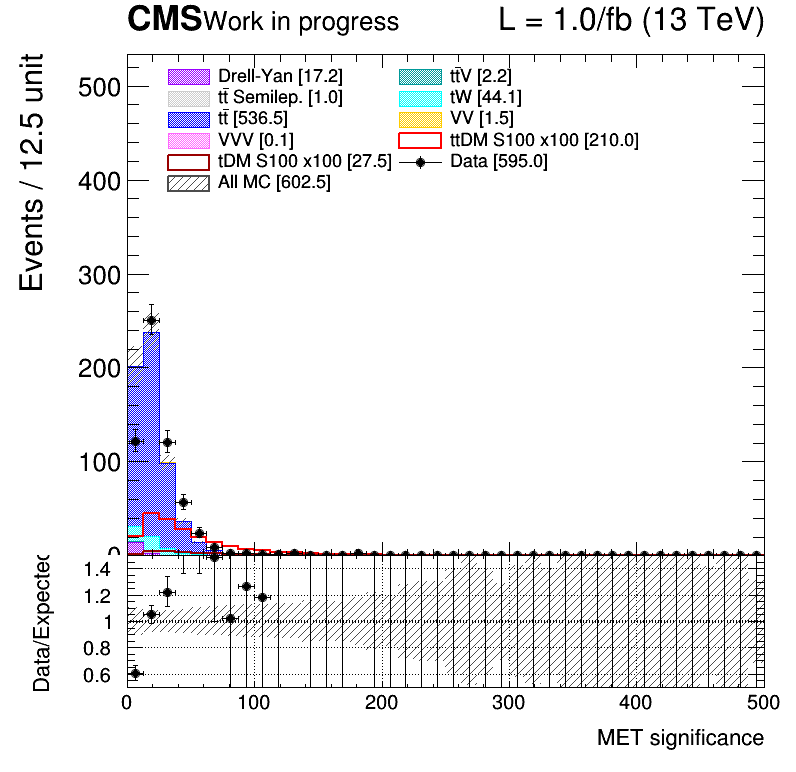 CMS Work in progress L = 1.0/fb (13 TeV)
Events / 12.5 unit
500
400
300
200
100
0
Drell-Yan [17.2]
tt̄ Semilep. [1.0]
tt̄ [536.5]
VVV [0.1]
tDM S100 x100 [27.5]
All MC [602.5]
tt̄V [2.2]
tW [44.1]
VV [1.5]
ttDM S100 x100 [210.0]
Data [595.0]
Data/Expected
1.4
1.2
1
0.8
0.6
0 100 200 300 400 500
MET significance